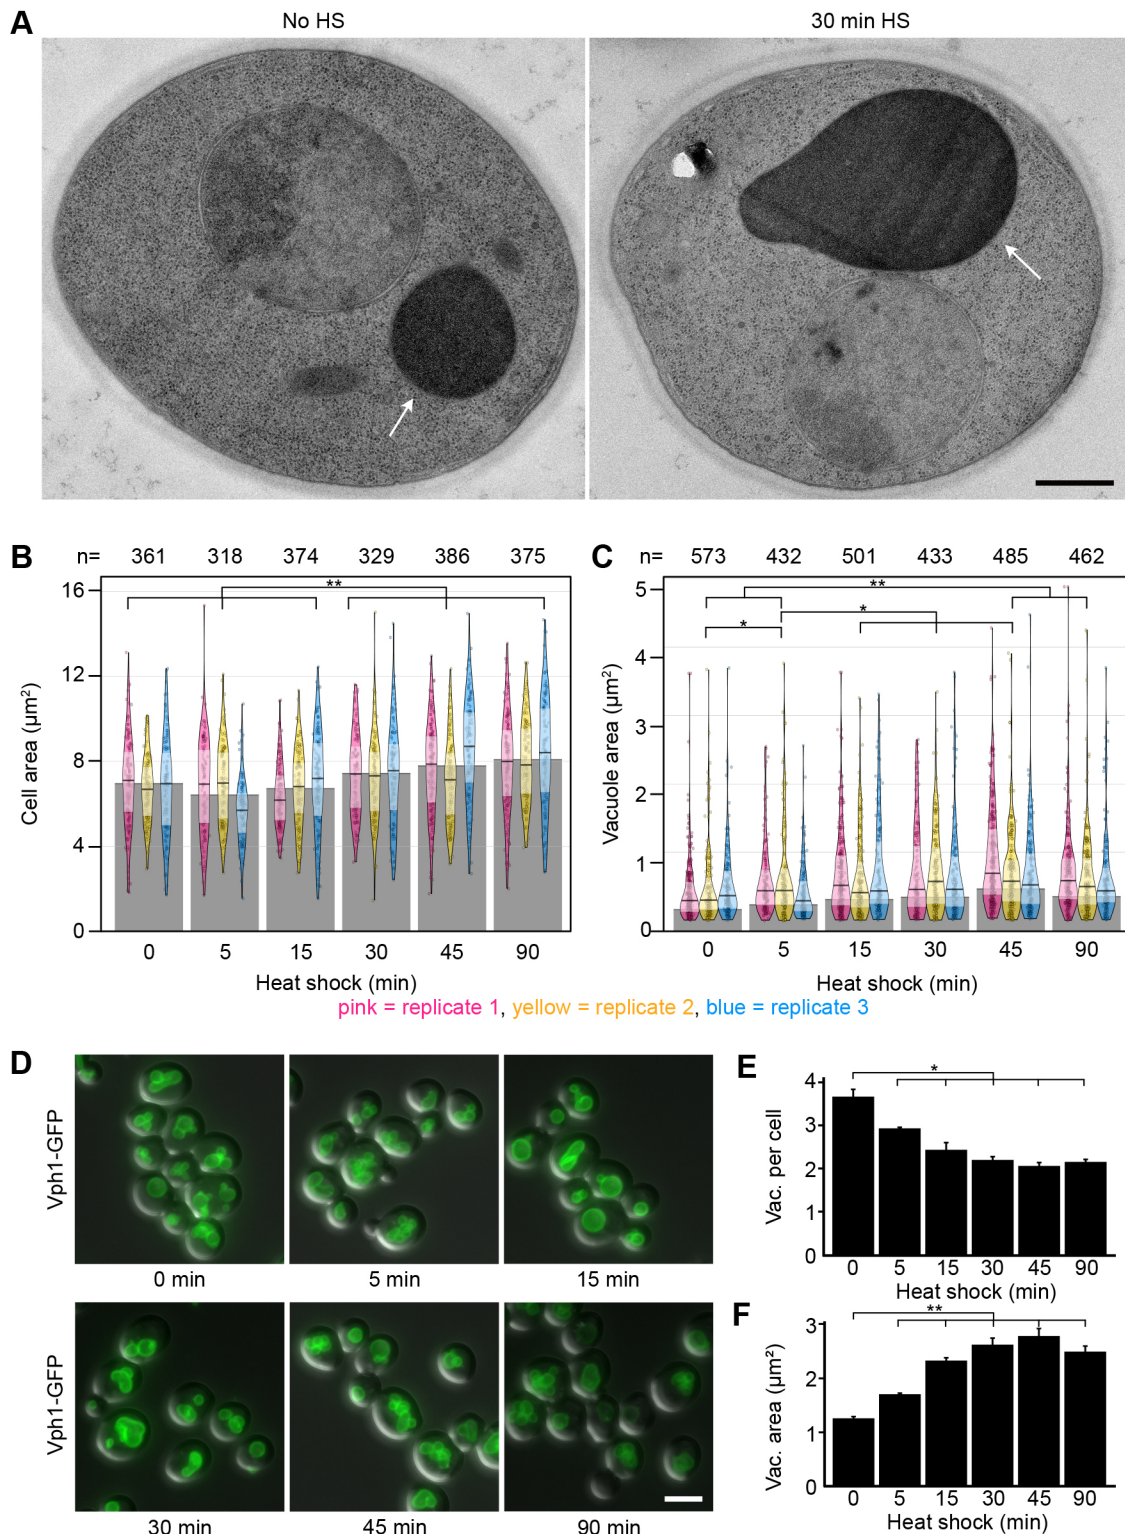 A
No HS
30 min HS
B
n= 361 318 374 329 386 375
**
16
12
8
4
0
Cell area (µm²)
0 5 15 30 45 90
Heat shock (min)
C
n= 573 432 501 433 485 462
**
*
*
5
4
3
2
1
0
Vacuole area (µm²)
0 5 15 30 45 90
Heat shock (min)
pink = replicate 1, yellow = replicate 2, blue = replicate 3
D
Vph1-GFP
0 min
5 min
15 min
Vph1-GFP
30 min
45 min
90 min
E
*
4
3
2
1
0
Vac. per cell
0 5 15 30 45 90
Heat shock (min)
F
**
3
2
1
0
Vac. area (µm²)
0 5 15 30 45 90
Heat shock (min)